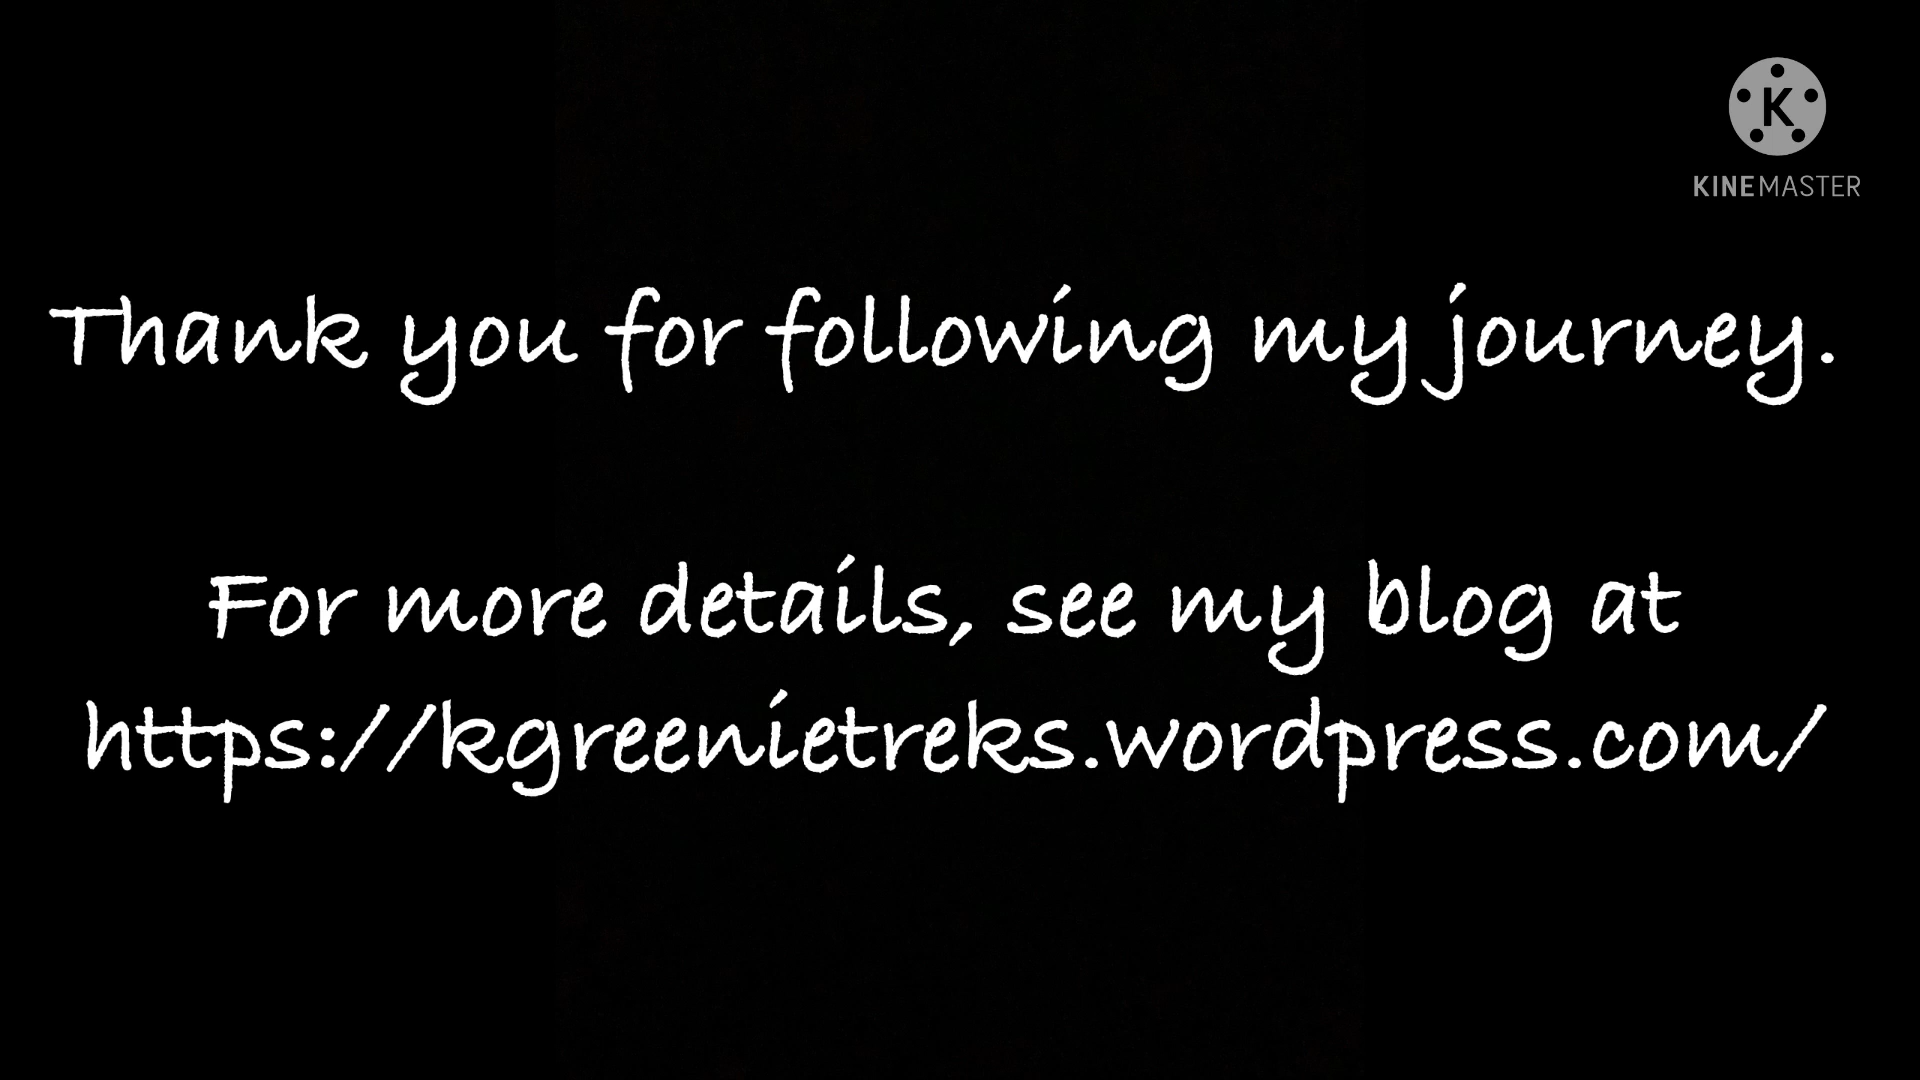 K
KINEMASTER
Thank you for following my journey.
For more details, see my blog at
https://kgreenietreks.wordpress.com/